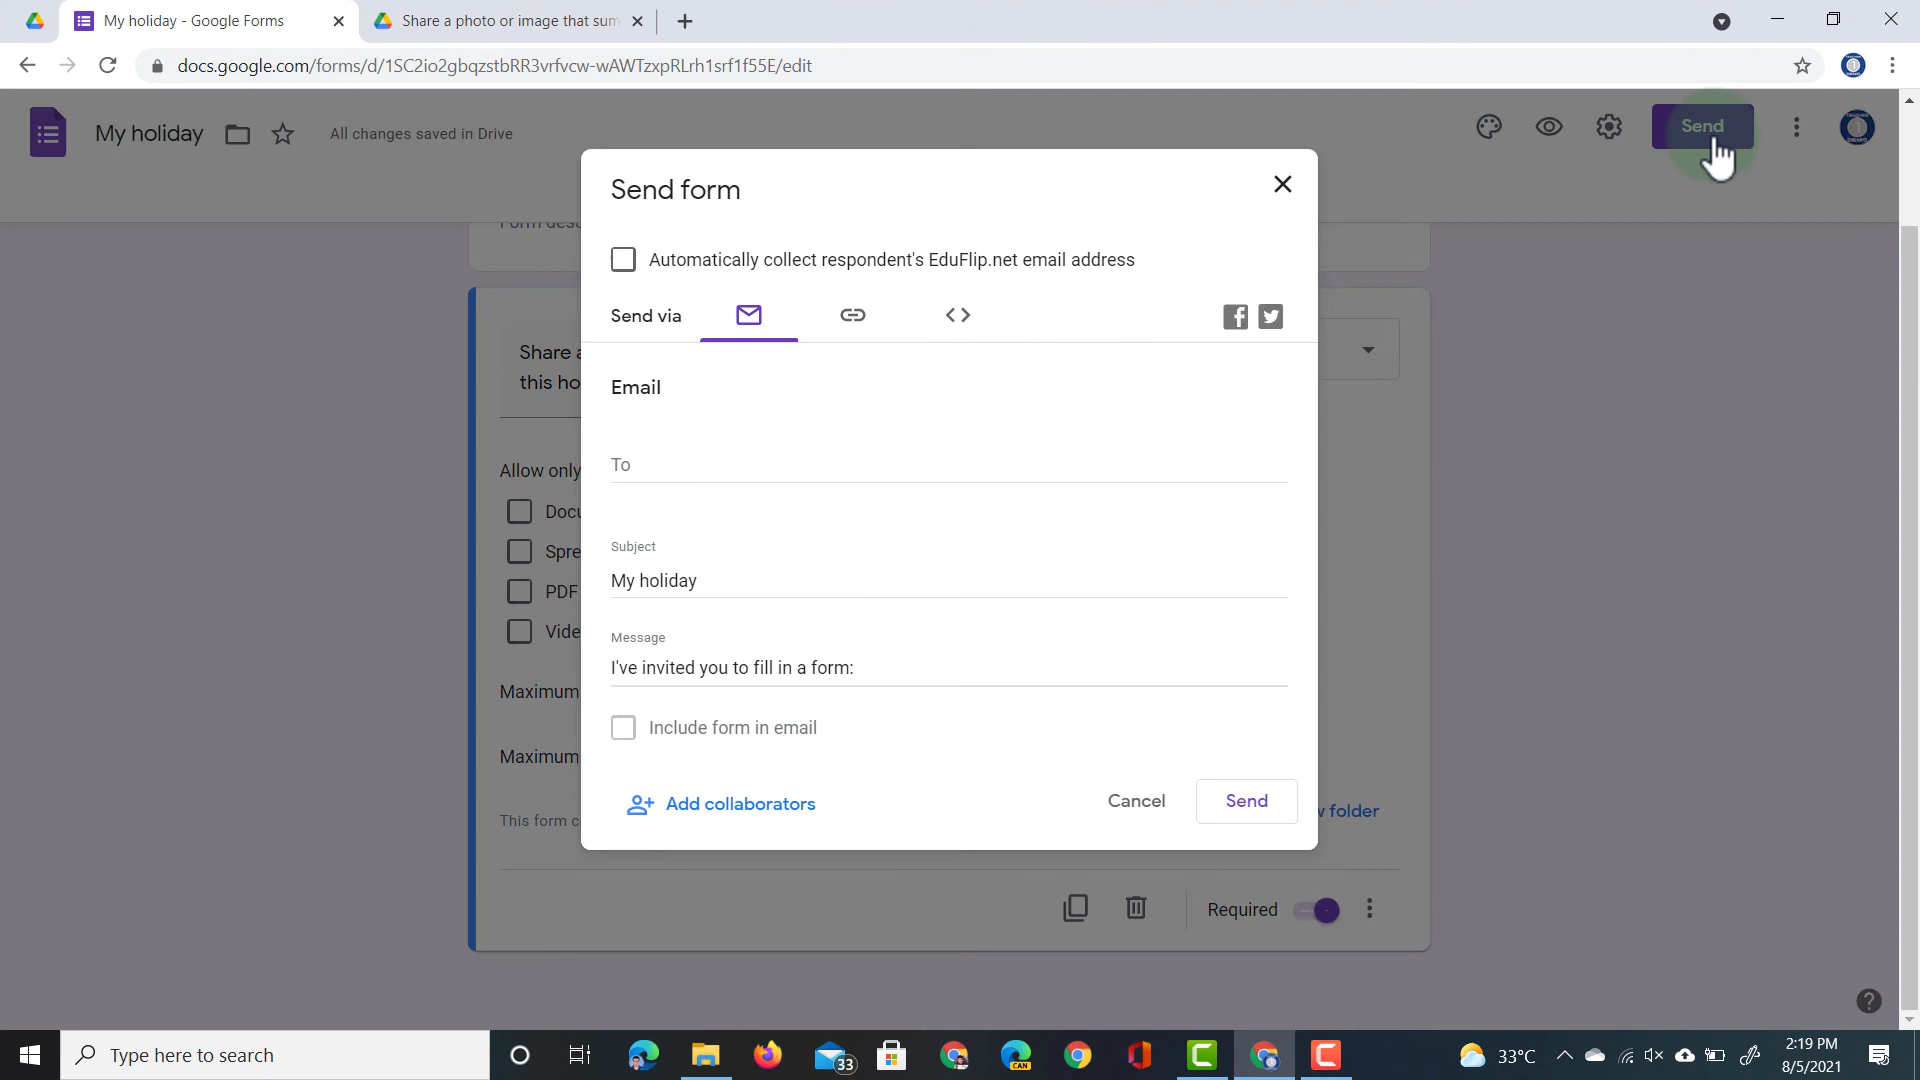 My holiday - Google Forms
Share a photo or image that sum
docs.google.com/forms/d/1SC2io2gbqzstbRR3vrfvcw-wAWTzxpRLrh1srf1f55E/edit
My holiday
All changes saved in Drive
Send
Send form
Automatically collect respondent's EduFlip.net email address
Send via
Email
To
Subject
My holiday
Message
I've invited you to fill in a form:
Include form in email
Add collaborators
Cancel
Send
Form desc
Share a
this ho
Allow only
Docu
Spre
PDF
Vide
Maximum
Maximum
This form c
w folder
Required
Type here to search
33
CAN
33°C
2:19 PM
8/5/2021